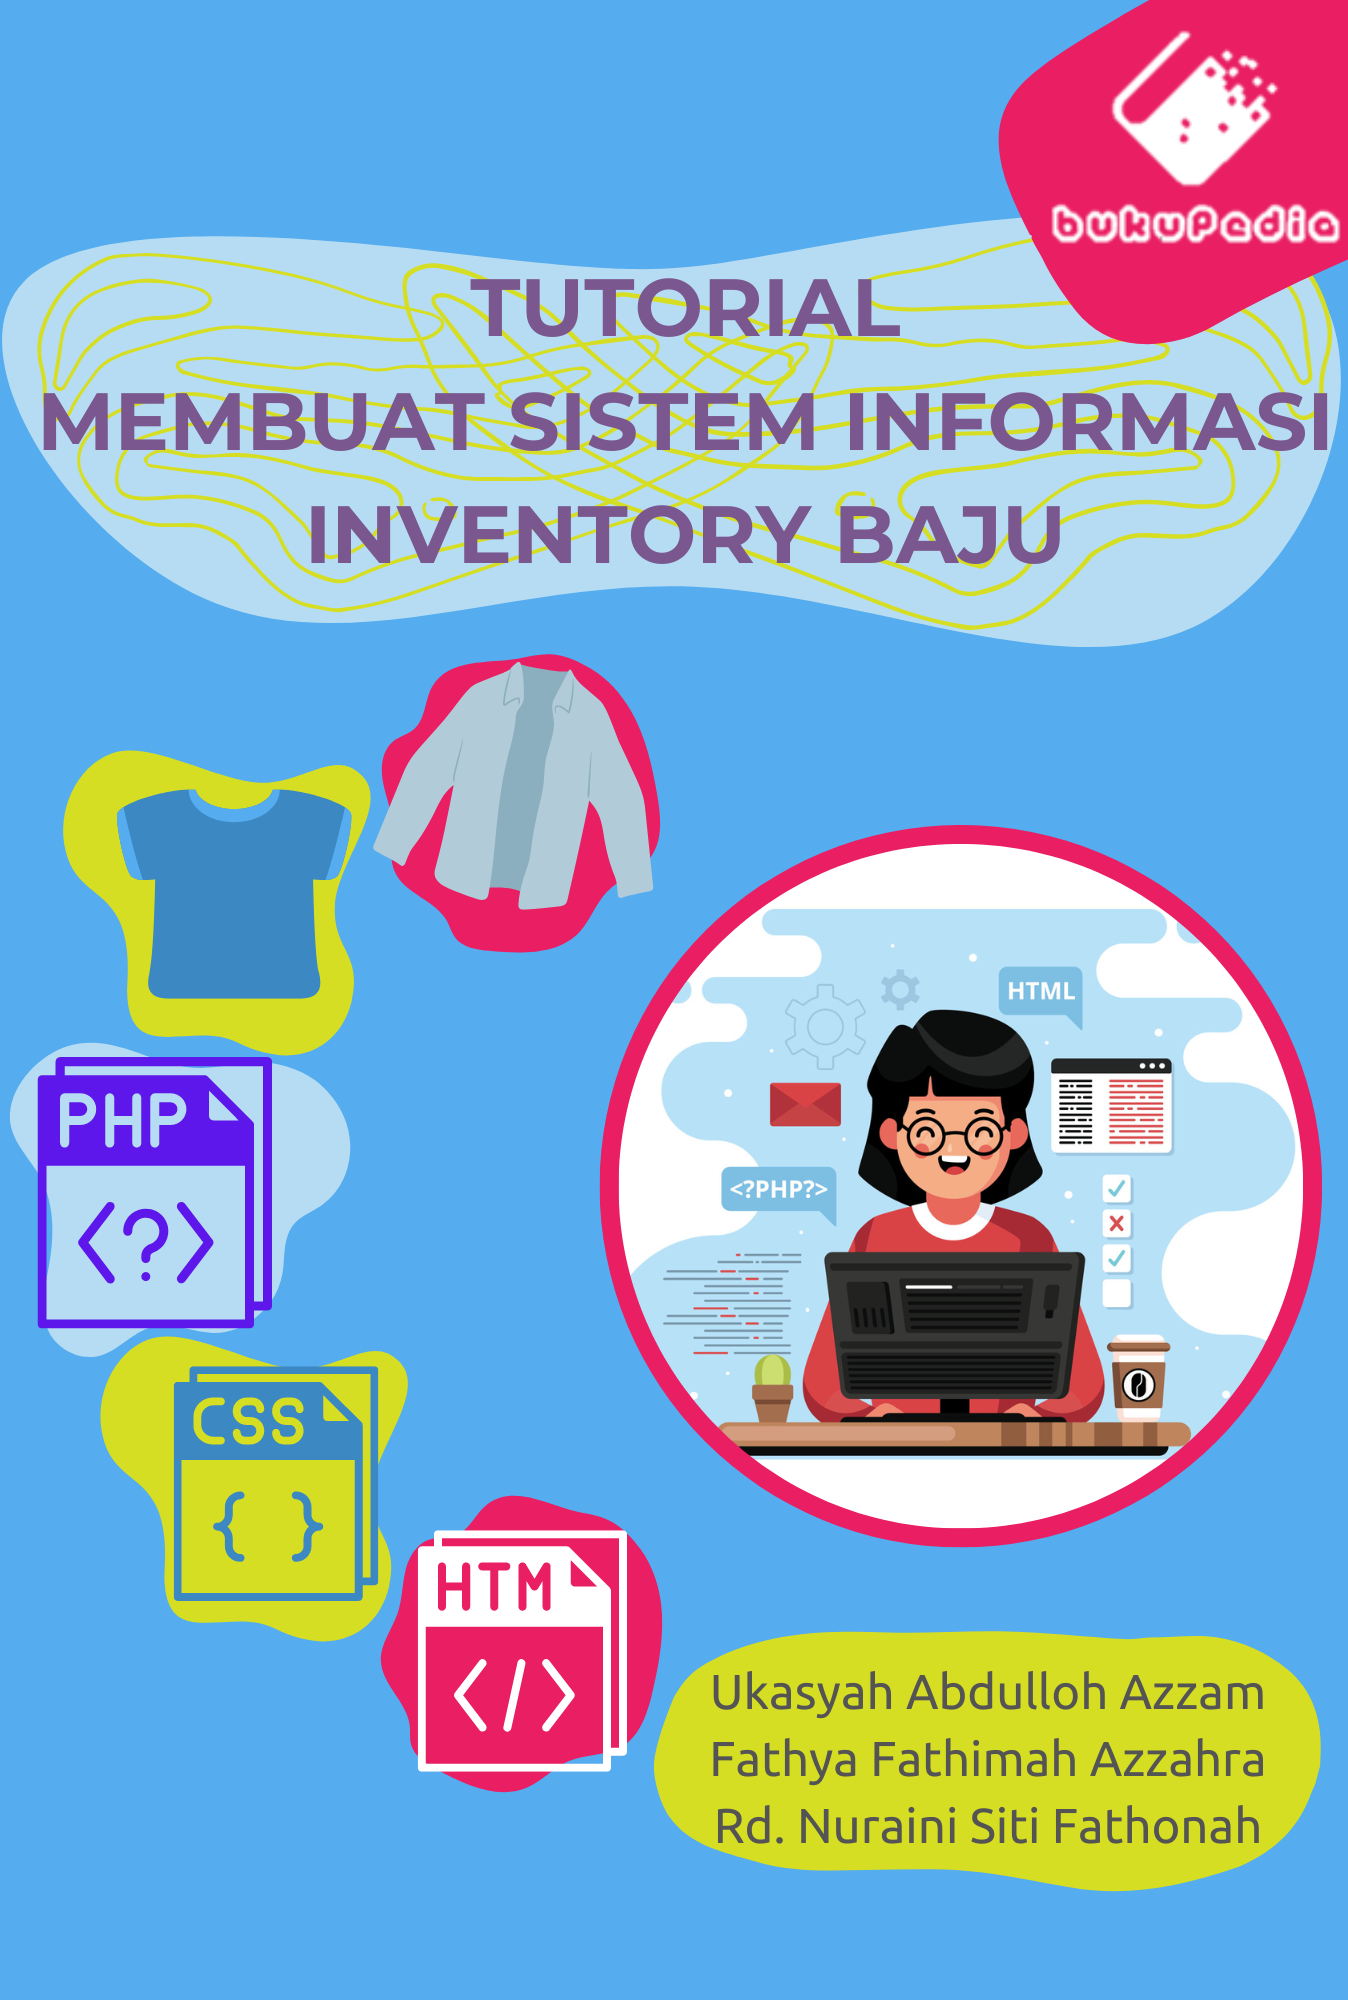 bukuPedia
TUTORIAL
MEMBUAT SISTEM INFORMASI
INVENTORY BAJU
HTML
<?PHP?>
PHP
<?>
CSS
{ }
HTM
</>
Ukasyah Abdulloh Azzam
Fathya Fathimah Azzahra
Rd. Nuraini Siti Fathonah